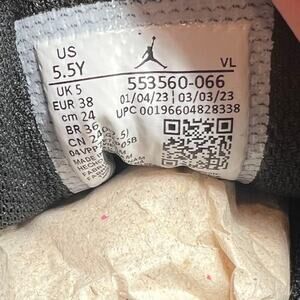 US
5.5Y
VL
UK 5
EUR 38
cm 24
BR 36
CN 240
553560-066
01/04/23 03/03/23
UPC 00196604828338
MADE